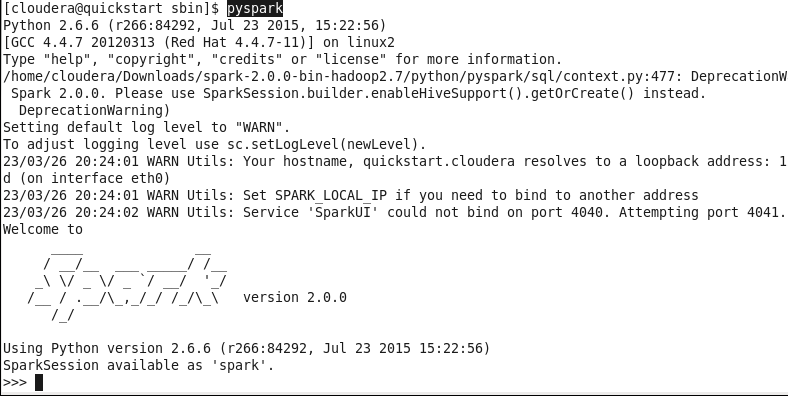 [cloudera@quickstart sbin]$ pyspark
Python 2.6.6 (r266:84292, Jul 23 2015, 15:22:56)
[GCC 4.4.7 20120313 (Red Hat 4.4.7-11)] on linux2
Type "help", "copyright", "credits" or "license" for more information.
/home/cloudera/Downloads/spark-2.0.0-bin-hadoop2.7/python/pyspark/sql/context.py:477: DeprecationW
 Spark 2.0.0. Please use SparkSession.builder.enableHiveSupport().getOrCreate() instead.
  DeprecationWarning)
Setting default log level to "WARN".
To adjust logging level use sc.setLogLevel(newLevel).
23/03/26 20:24:01 WARN Utils: Your hostname, quickstart.cloudera resolves to a loopback address: 1
d (on interface eth0)
23/03/26 20:24:01 WARN Utils: Set SPARK_LOCAL_IP if you need to bind to another address
23/03/26 20:24:02 WARN Utils: Service 'SparkUI' could not bind on port 4040. Attempting port 4041.
Welcome to
      ____              __
     / __/__  ___ _____/ /__
    _\ \/ _ \/ _ `/ __/  '_/
   /__ / .__/\_,_/_/ /_/\_\   version 2.0.0
      /_/
Using Python version 2.6.6 (r266:84292, Jul 23 2015 15:22:56)
SparkSession available as 'spark'.
>>>